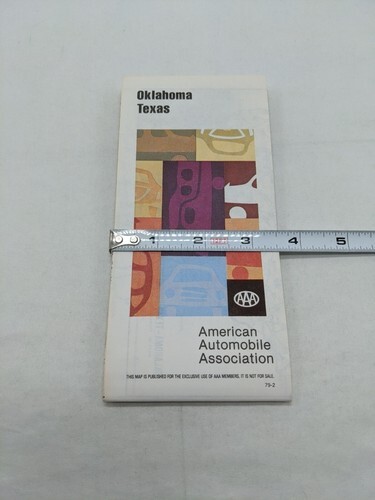 Oklahoma
Texas
1 2 3 4 5
AAA
American
Automobile
Association
THIS MAP IS PUBLISHED FOR THE EXCLUSIVE USE OF AAA MEMBERS. IT IS NOT FOR SALE.
79-2